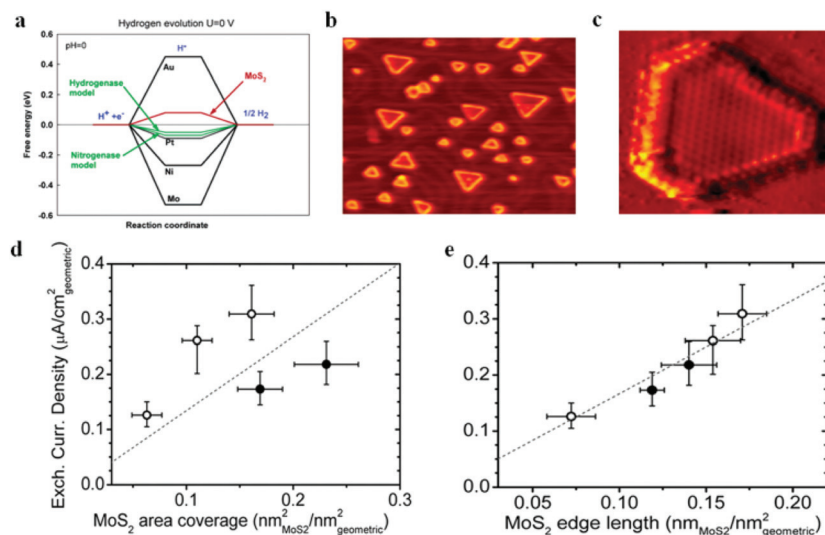 a
Hydrogen evolution U=0 V
pH=0
Free energy (eV)
0.6
0.4
0.2
0.0
-0.2
-0.4
-0.6
H*
Au
Hydrogenase
model
MoS2
H+ +e-
1/2 H2
Pt
Nitrogenase
model
Ni
Mo
Reaction coordinate
b
c
d
Exch. Curr. Density (μA/cm²geometric)
0.4
0.3
0.2
0.1
0.0
0.1
0.2
0.3
MoS2 area coverage (nm²MoS2/nm²geometric)
e
0.4
0.3
0.2
0.1
0.0
0.05
0.10
0.15
0.20
MoS2 edge length (nmMoS2/nm²geometric)